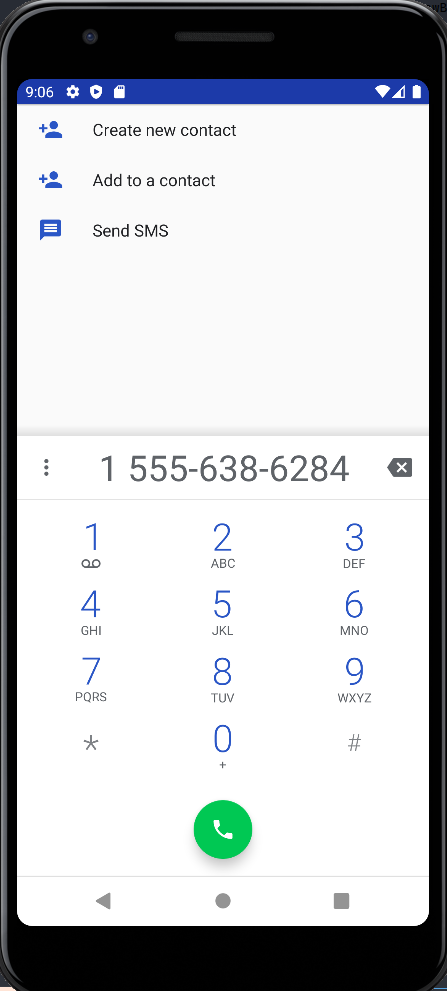 9:06
Create new contact
Add to a contact
Send SMS
1 555-638-6284
1 2 3
ABC DEF
4 5 6
GHI JKL MNO
7 8 9
PQRS TUV WXYZ
* 0 #
+